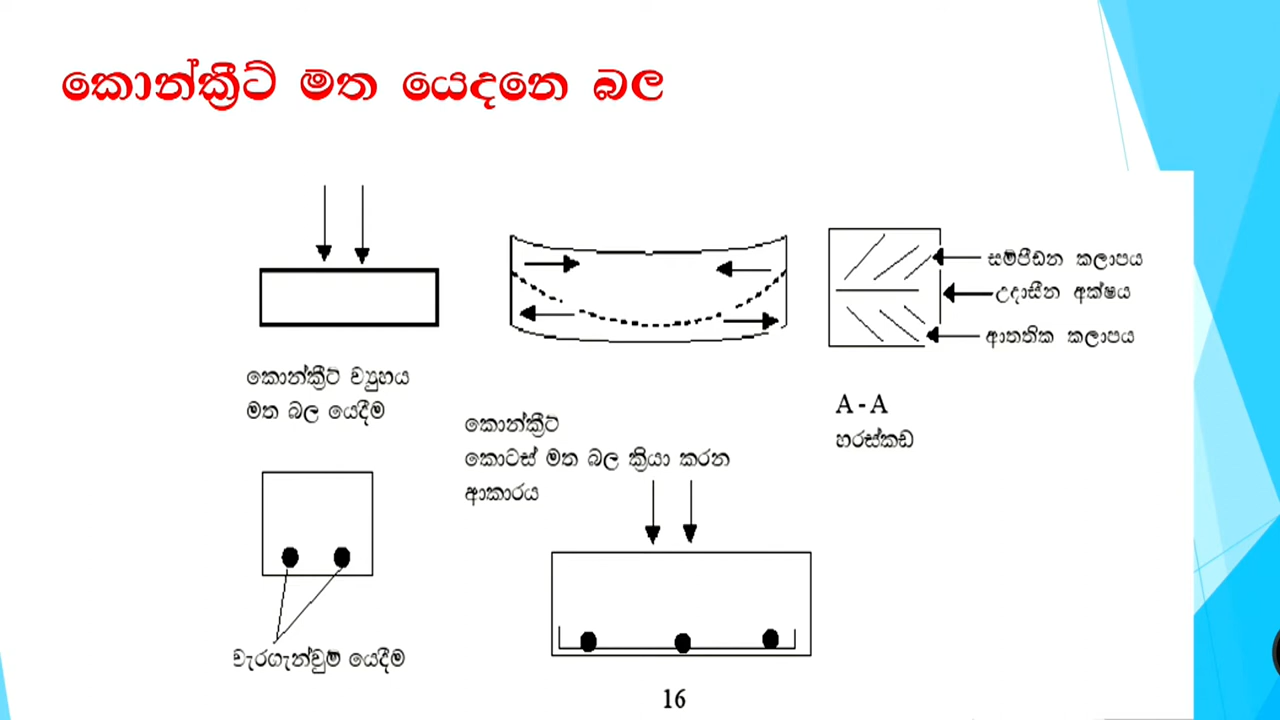 කොන්ක්‍රීට් මත යෙදනෙ බල
සම්පීඩන කලාපය
උදාසීන අක්ෂය
ආතතික කලාපය
කොන්ක්‍රීට් ව්‍යුහය
මත බල යෙදීම
A - A
හරස්කඩ
කොන්ක්‍රීට්
කොටස් මත බල ක්‍රියා කරන
ආකාරය
වැරගැන්වුම් යෙදීම
16